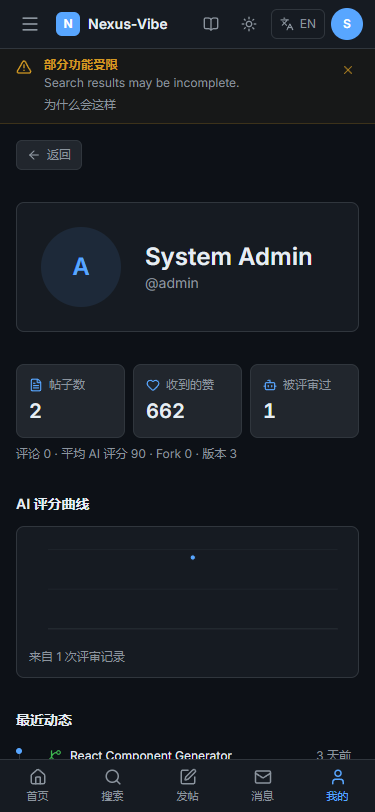 N Nexus-Vibe EN S
部分功能受限
Search results may be incomplete.
为什么会这样
返回
A
System Admin
@admin
帖子数 收到的赞 被评审过
2 662 1
评论 0 · 平均 AI 评分 90 · Fork 0 · 版本 3
AI 评分曲线
来自 1 次评审记录
最近动态
React Component Generator 3 天前
首页 搜索 发帖 消息 我的